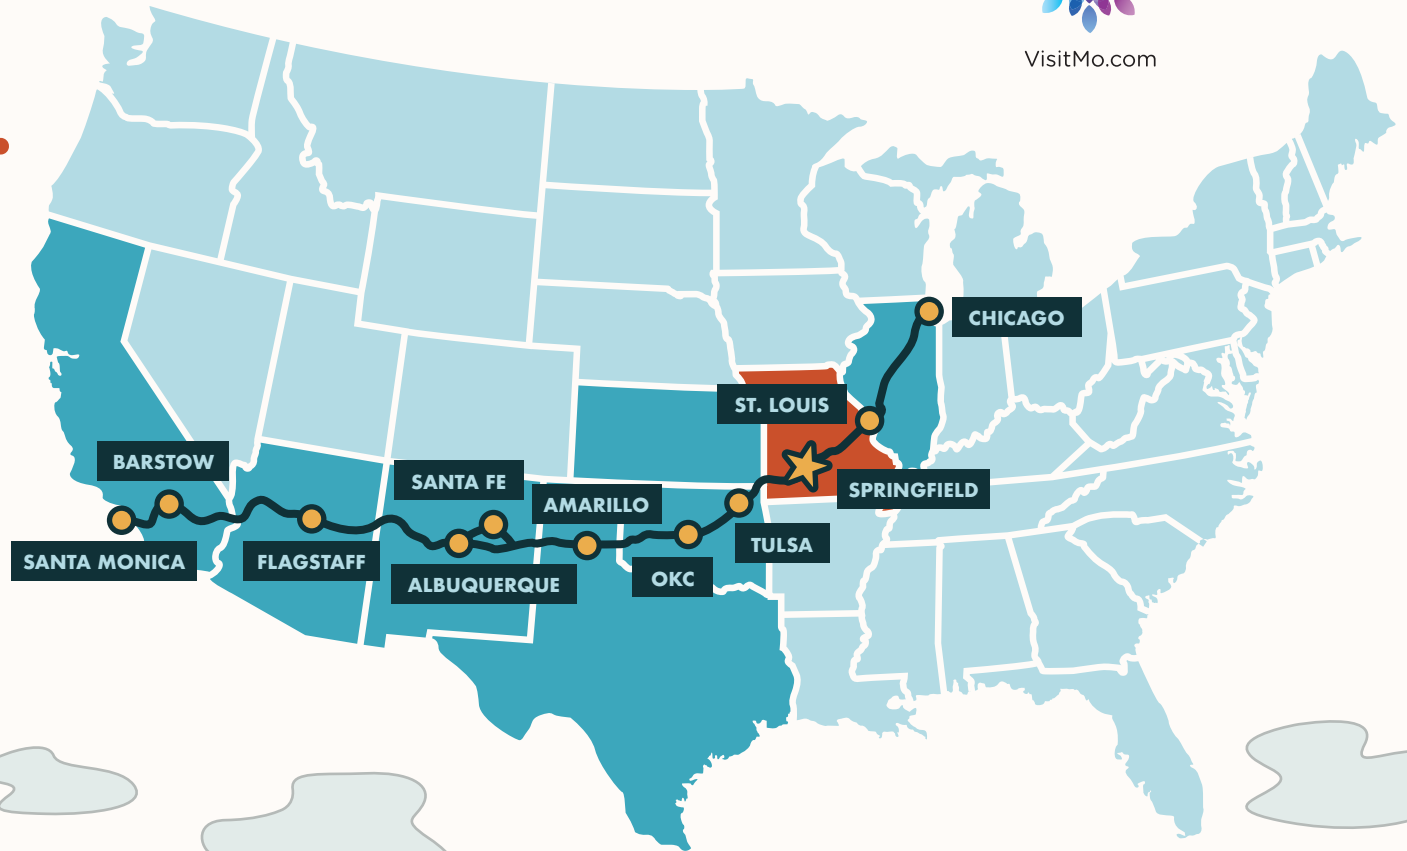 VisitMo.com
CHICAGO
ST. LOUIS
BARSTOW
SANTA FE
SPRINGFIELD
AMARILLO
TULSA
SANTA MONICA
FLAGSTAFF
ALBUQUERQUE
OKC